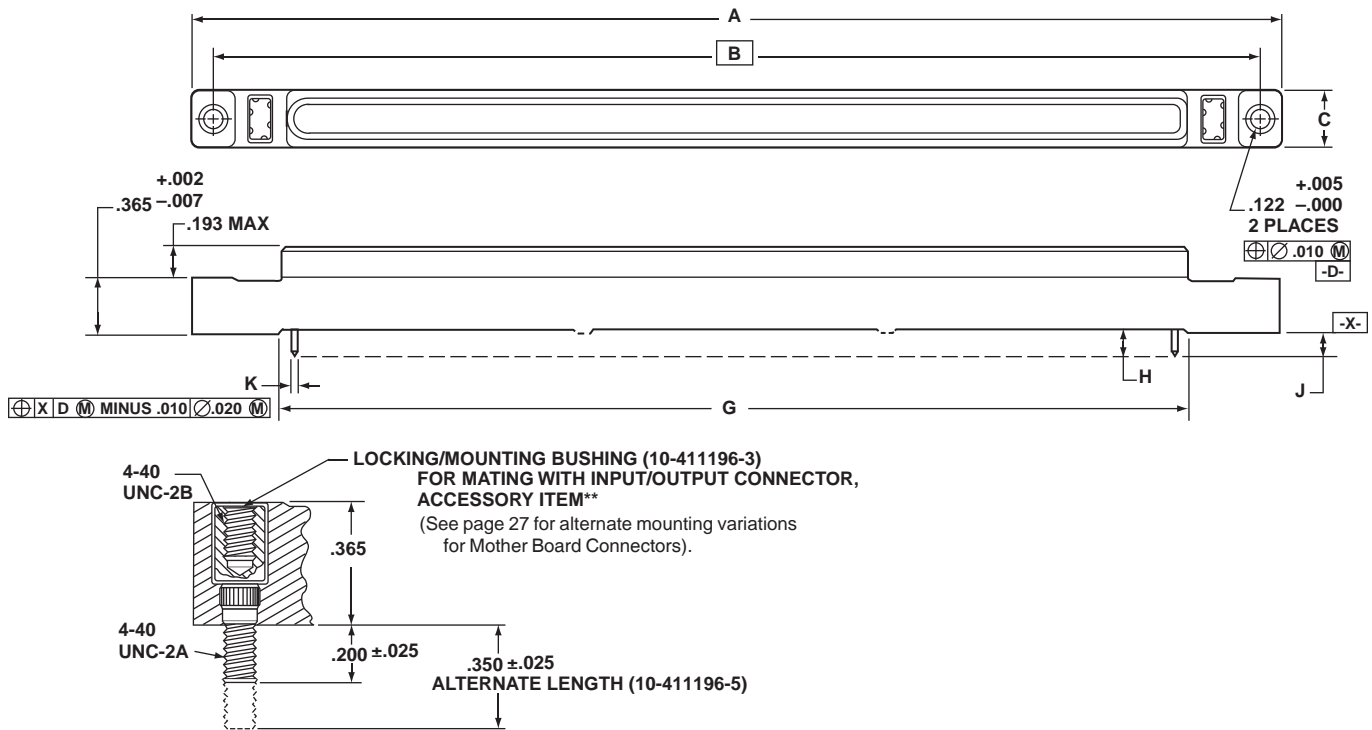 A
B
C
+.002
.365 –.007
.193 MAX
+.005
.122 –.000
2 PLACES
⌖ ∅ .010 Ⓜ
-D-
-X-
K
H
J
⌖ X D Ⓜ MINUS .010 ∅.020 Ⓜ
G
LOCKING/MOUNTING BUSHING (10-411196-3)
FOR MATING WITH INPUT/OUTPUT CONNECTOR,
ACCESSORY ITEM**
(See page 27 for alternate mounting variations
for Mother Board Connectors).
4-40
UNC-2B
.365
4-40
UNC-2A
.200 ±.025
.350 ±.025
ALTERNATE LENGTH (10-411196-5)